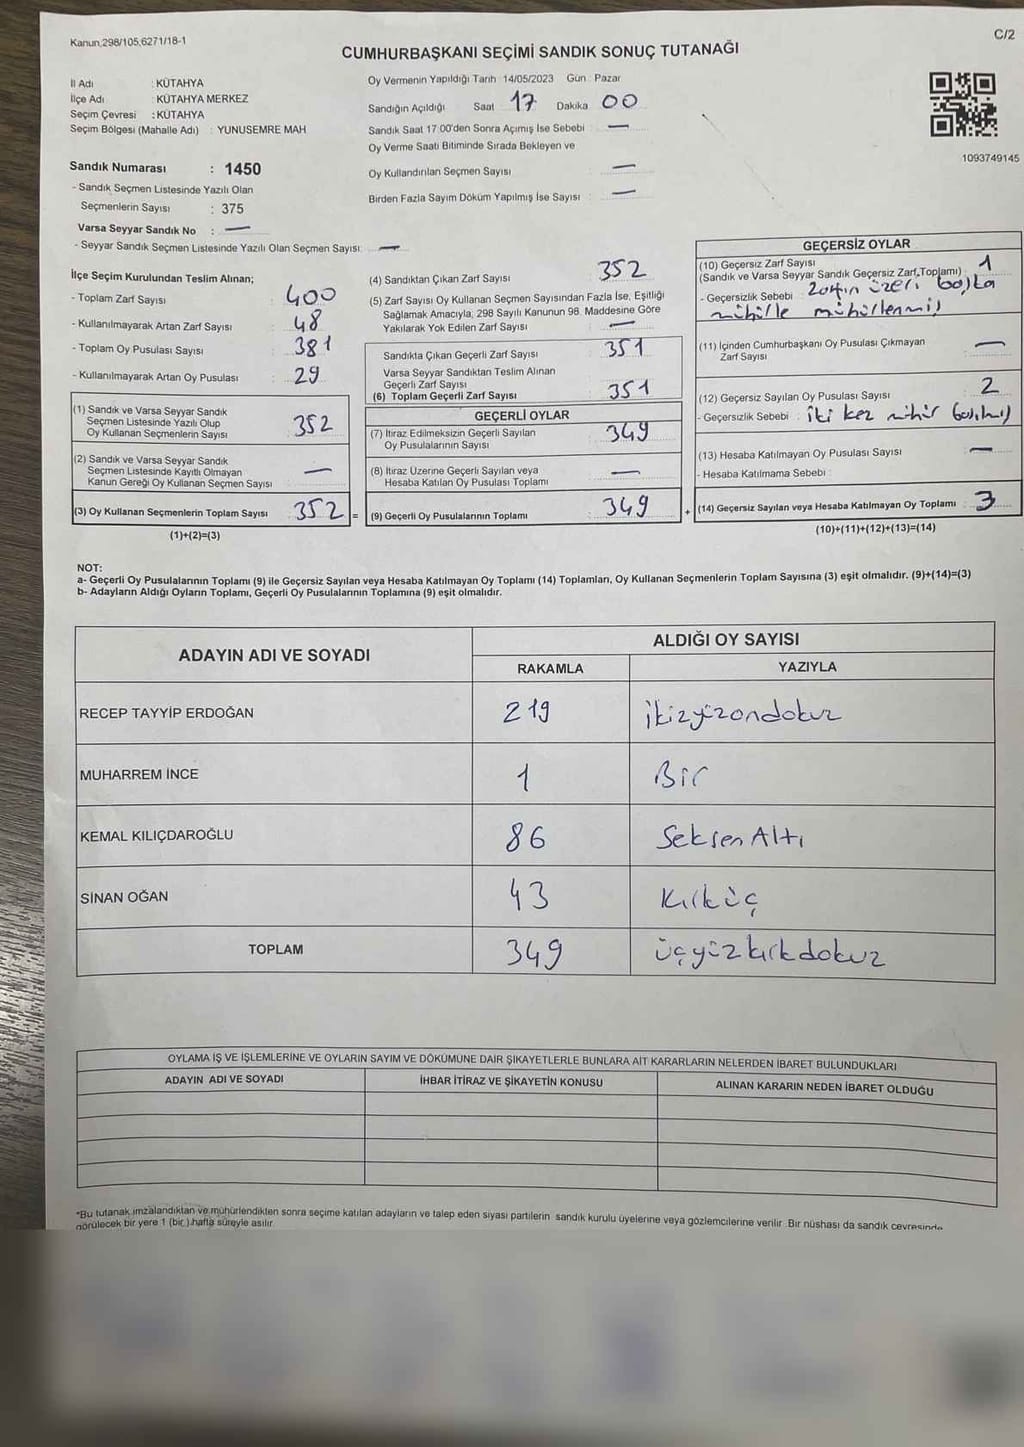 Kanun,298/105,6271/18-1
C/2
CUMHURBAŞKANI SEÇİMİ SANDIK SONUÇ TUTANAĞI
İl Adı : KÜTAHYA
İlçe Adı : KÜTAHYA MERKEZ
Seçim Çevresi : KÜTAHYA
Seçim Bölgesi (Mahalle Adı) : YUNUSEMRE MAH
Sandık Numarası : 1450
- Sandık Seçmen Listesinde Yazılı Olan
Seçmenlerin Sayısı : 375
Varsa Seyyar Sandık No : —
- Seyyar Sandık Seçmen Listesinde Yazılı Olan Seçmen Sayısı: —
Oy Vermenin Yapıldığı Tarih : 14/05/2023 Gün : Pazar
Sandığın Açıldığı Saat 17 Dakika 00
Sandık Saat 17.00'den Sonra Açımış İse Sebebi : —
Oy Verme Saati Bitiminde Sırada Bekleyen ve
Oy Kullandırılan Seçmen Sayısı : —
Birden Fazla Sayım Döküm Yapılmış İse Sayısı : —
1093749145
İlçe Seçim Kurulundan Teslim Alınan;
- Toplam Zarf Sayısı : 400
- Kullanılmayarak Artan Zarf Sayısı : 48
- Toplam Oy Pusulası Sayısı : 381
- Kullanılmayarak Artan Oy Pusulası : 29
(1) Sandık ve Varsa Seyyar Sandık
Seçmen Listesinde Yazılı Olup
Oy Kullanan Seçmenlerin Sayısı 352
(2) Sandık ve Varsa Seyyar Sandık
Seçmen Listesinde Kayıtlı Olmayan
Kanun Gereği Oy Kullanan Seçmen Sayısı —
(3) Oy Kullanan Seçmenlerin Toplam Sayısı 352 =
(1)+(2)=(3)
(4) Sandıktan Çıkan Zarf Sayısı : 352
(5) Zarf Sayısı Oy Kullanan Seçmen Sayısından Fazla İse, Eşitliği
Sağlamak Amacıyla; 298 Sayılı Kanunun 98. Maddesine Göre
Yakılarak Yok Edilen Zarf Sayısı : —
Sandıkta Çıkan Geçerli Zarf Sayısı : 351
Varsa Seyyar Sandıktan Teslim Alınan
Geçerli Zarf Sayısı :
(6) Toplam Geçerli Zarf Sayısı : 351
GEÇERLİ OYLAR
(7) İtiraz Edilmeksizin Geçerli Sayılan
Oy Pusulalarının Sayısı : 349
(8) İtiraz Üzerine Geçerli Sayılan veya
Hesaba Katılan Oy Pusulası Toplamı : —
(9) Geçerli Oy Pusulalarının Toplamı : 349 +
GEÇERSİZ OYLAR
(10) Geçersiz Zarf Sayısı
(Sandık ve Varsa Seyyar Sandık Geçersiz Zarf Toplamı) : 1
- Geçersizlik Sebebi : Zarfın üzeri başka
mühürle mühürlenmiş
(11) İçinden Cumhurbaşkanı Oy Pusulası Çıkmayan
Zarf Sayısı : —
(12) Geçersiz Sayılan Oy Pusulası Sayısı : 2
- Geçersizlik Sebebi : İki kez mühür basılmış
(13) Hesaba Katılmayan Oy Pusulası Sayısı : —
- Hesaba Katılmama Sebebi :
(14) Geçersiz Sayılan veya Hesaba Katılmayan Oy Toplamı : 3
(10)+(11)+(12)+(13)=(14)
NOT:
a- Geçerli Oy Pusulalarının Toplamı (9) ile Geçersiz Sayılan veya Hesaba Katılmayan Oy Toplamı (14) Toplamları, Oy Kullanan Seçmenlerin Toplam Sayısına (3) eşit olmalıdır. (9)+(14)=(3)
b- Adayların Aldığı Oyların Toplamı, Geçerli Oy Pusulalarının Toplamına (9) eşit olmalıdır.
ADAYIN ADI VE SOYADI
ALDIĞI OY SAYISI
RAKAMLA YAZIYLA
RECEP TAYYİP ERDOĞAN 219 ikizyüzondokuz
MUHARREM İNCE 1 Bir
KEMAL KILIÇDAROĞLU 86 Seksen Altı
SİNAN OĞAN 43 Kırküç
TOPLAM 349 üçyüzkırkdokuz
OYLAMA İŞ VE İŞLEMLERİNE VE OYLARIN SAYIM VE DÖKÜMÜNE DAİR ŞİKAYETLERLE BUNLARA AİT KARARLARIN NELERDEN İBARET BULUNDUKLARI
ADAYIN ADI VE SOYADI İHBAR İTİRAZ VE ŞİKAYETİN KONUSU ALINAN KARARIN NEDEN İBARET OLDUĞU
*Bu tutanak imzalandıktan ve mühürlendikten sonra seçime katılan adayların ve talep eden siyasi partilerin sandık kurulu üyelerine veya gözlemcilerine verilir. Bir nüshası da sandık çevresinde
görülecek bir yere 1 (bir) hafta süreyle asılır.